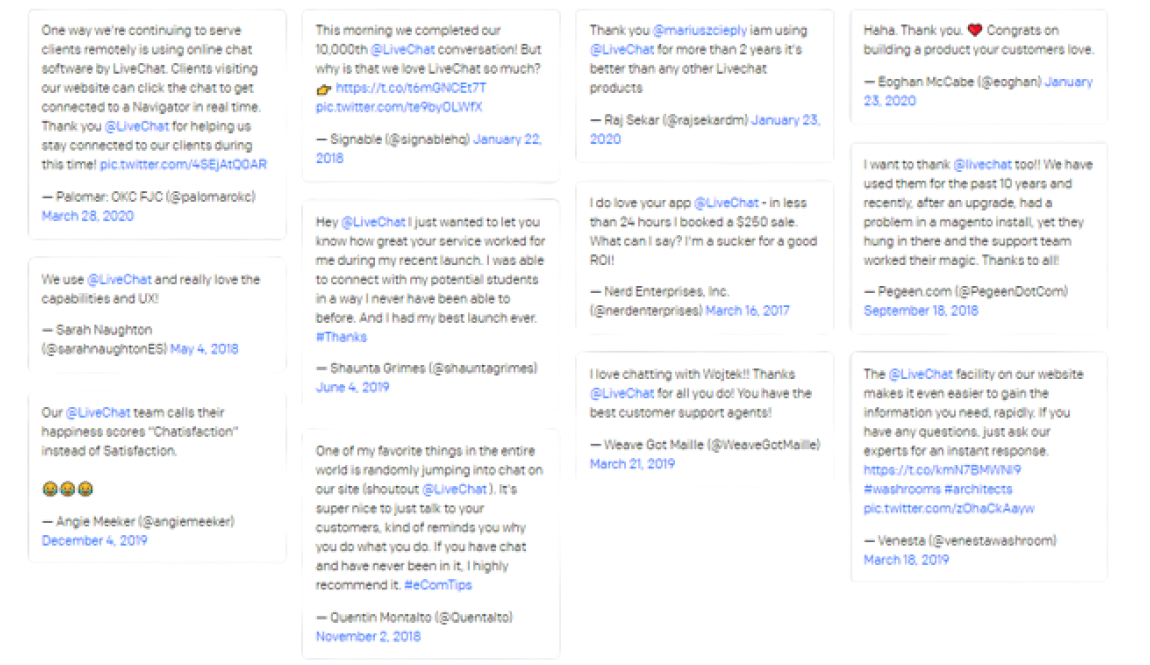 One way we're continuing to serve
clients remotely is using online chat
software by LiveChat. Clients visiting
our website can click the chat to get
connected to a Navigator in real time.
Thank you @LiveChat for helping us
stay connected to our clients during
this time! pic.twitter.com/4SEjAtQ0AR
— Palomar: OKC FJC (@palomarokc)
March 28, 2020
We use @LiveChat and really love the
capabilities and UX!
— Sarah Naughton
(@sarahnaughtonES) May 4, 2018
Our @LiveChat team calls their
happiness scores "Chatisfaction"
instead of Satisfaction.
😂😂😂
— Angie Meeker (@angiemeeker)
December 4, 2019
This morning we completed our
10,000th @LiveChat conversation! But
why is that we love LiveChat so much?
👉 https://t.co/t6mGNCEt7T
pic.twitter.com/te9byOLWfX
— Signable (@signablehq) January 22,
2018
Hey @LiveChat I just wanted to let you
know how great your service worked for
me during my recent launch. I was able
to connect with my potential students
in a way I never have been able to
before. And I had my best launch ever.
#Thanks
— Shaunta Grimes (@shauntagrimes)
June 4, 2019
One of my favorite things in the entire
world is randomly jumping into chat on
our site (shoutout @LiveChat). It's
super nice to just talk to your
customers, kind of reminds you why
you do what you do. If you have chat
and have never been in it, I highly
recommend it. #eComTips
— Quentin Montalto (@Quentalto)
November 2, 2018
Thank you @mariuszcieply iam using
@LiveChat for more than 2 years it's
better than any other Livechat
products
— Raj Sekar (@rajsekardm) January 23,
2020
I do love your app @LiveChat - in less
than 24 hours I booked a $250 sale.
What can I say? I'm a sucker for a good
ROI!
— Nerd Enterprises, Inc.
(@nerdenterprises) March 16, 2017
I love chatting with Wojtek!! Thanks
@LiveChat for all you do! You have the
best customer support agents!
— Weave Got Maille (@WeaveGotMaille)
March 21, 2019
Haha. Thank you. ❤️ Congrats on
building a product your customers love.
— Eoghan McCabe (@eoghan) January
23, 2020
I want to thank @livechat too!! We have
used them for the past 10 years and
recently, after an upgrade, had a
problem in a magento install, yet they
hung in there and the support team
worked their magic. Thanks to all!
— Pegeen.com (@PegeenDotCom)
September 18, 2018
The @LiveChat facility on our website
makes it even easier to gain the
information you need, rapidly. If you
have any questions, just ask our
experts for an instant response.
https://t.co/kmN7BMWNI9
#washrooms #architects
pic.twitter.com/zOhaCkAayw
— Venesta (@venestawashroom)
March 18, 2019